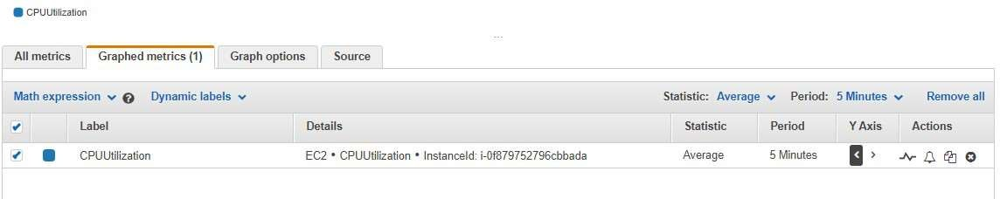 CPUUtilization
...
All metrics Graphed metrics (1) Graph options Source
Math expression ? Dynamic labels Statistic: Average Period: 5 Minutes Remove all
Label Details Statistic Period Y Axis Actions
CPUUtilization EC2 • CPUUtilization • InstanceId: i-0f879752796cbbada Average 5 Minutes < >